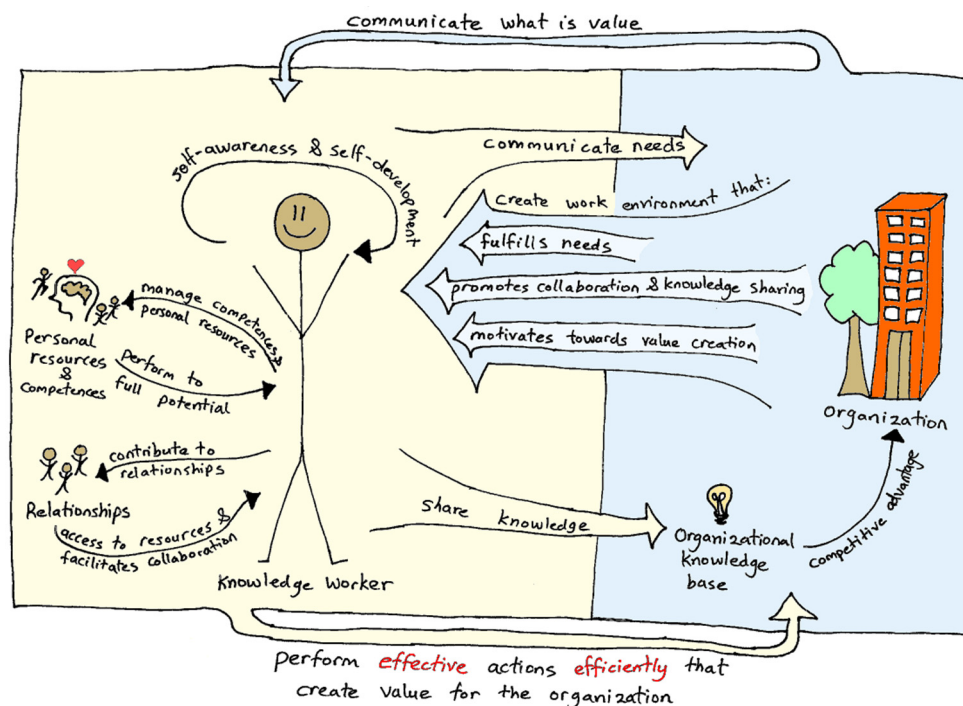 communicate what is value
self-awareness & self-development
communicate needs
create work environment that:
fulfills needs
promotes collaboration & knowledge sharing
motivates towards value creation
manage competences &
personal resources
Personal
resources
&
competences
Perform to
full potential
contribute to
relationships
Relationships
access to resources &
facilitates collaboration
Knowledge worker
share knowledge
Organizational
knowledge
base
competitive advantage
Organization
perform effective actions efficiently that
create value for the organization